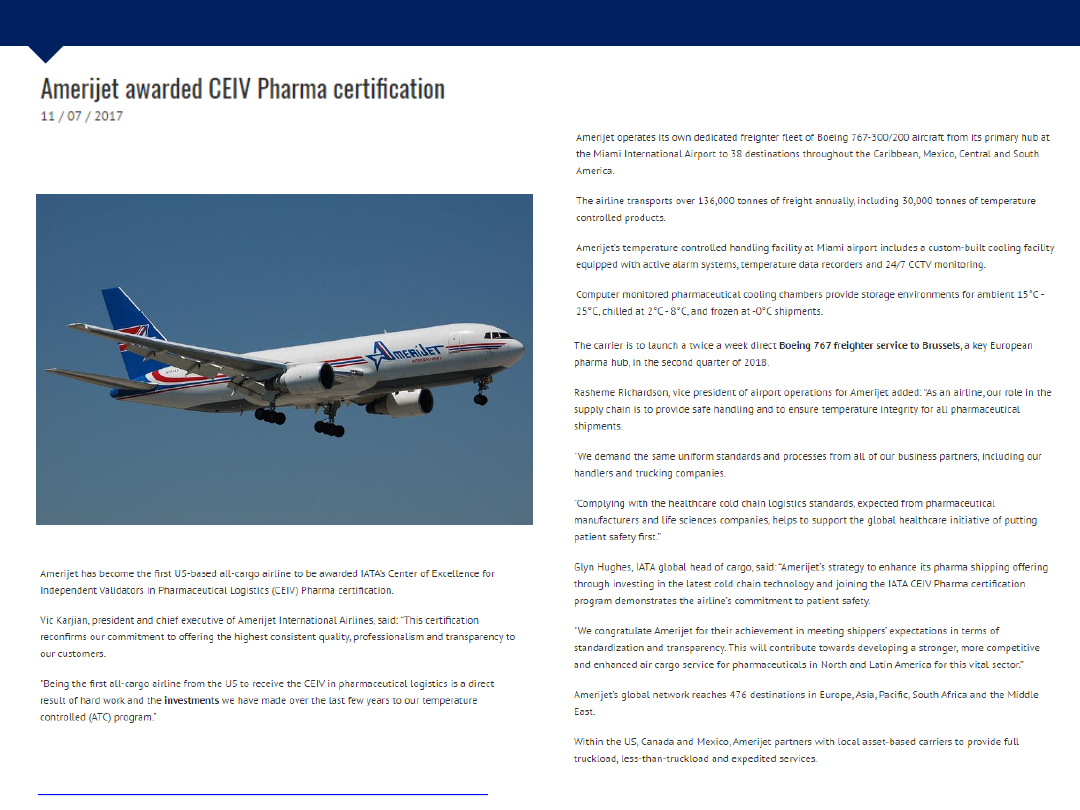 Amerijet awarded CEIV Pharma certification
11 / 07 / 2017
AMERIJET
Amerijet has become the first US-based all-cargo airline to be awarded IATA's Center of Excellence for
Independent Validators in Pharmaceutical Logistics (CEIV) Pharma certification.
Vic Karjian, president and chief executive of Amerijet International Airlines, said: "This certification
reconfirms our commitment to offering the highest consistent quality, professionalism and transparency to
our customers.
"Being the first all-cargo airline from the US to receive the CEIV in pharmaceutical logistics is a direct
result of hard work and the investments we have made over the last few years to our temperature
controlled (ATC) program."
Amerijet operates its own dedicated freighter fleet of Boeing 767-300/200 aircraft from its primary hub at
the Miami International Airport to 38 destinations throughout the Caribbean, Mexico, Central and South
America.
The airline transports over 136,000 tonnes of freight annually, including 30,000 tonnes of temperature
controlled products.
Amerijet's temperature controlled handling facility at Miami airport includes a custom-built cooling facility
equipped with active alarm systems, temperature data recorders and 24/7 CCTV monitoring.
Computer monitored pharmaceutical cooling chambers provide storage environments for ambient 15°C -
25°C, chilled at 2°C - 8°C, and frozen at -0°C shipments.
The carrier is to launch a twice a week direct Boeing 767 freighter service to Brussels, a key European
pharma hub, in the second quarter of 2018.
Rasheme Richardson, vice president of airport operations for Amerijet added: "As an airline, our role in the
supply chain is to provide safe handling and to ensure temperature integrity for all pharmaceutical
shipments.
"We demand the same uniform standards and processes from all of our business partners, including our
handlers and trucking companies.
"Complying with the healthcare cold chain logistics standards, expected from pharmaceutical
manufacturers and life sciences companies, helps to support the global healthcare initiative of putting
patient safety first."
Glyn Hughes, IATA global head of cargo, said: "Amerijet's strategy to enhance its pharma shipping offering
through investing in the latest cold chain technology and joining the IATA CEIV Pharma certification
program demonstrates the airline's commitment to patient safety.
"We congratulate Amerijet for their achievement in meeting shippers' expectations in terms of
standardization and transparency. This will contribute towards developing a stronger, more competitive
and enhanced air cargo service for pharmaceuticals in North and Latin America for this vital sector."
Amerijet's global network reaches 476 destinations in Europe, Asia, Pacific, South Africa and the Middle
East.
Within the US, Canada and Mexico, Amerijet partners with local asset-based carriers to provide full
truckload, less-than-truckload and expedited services.